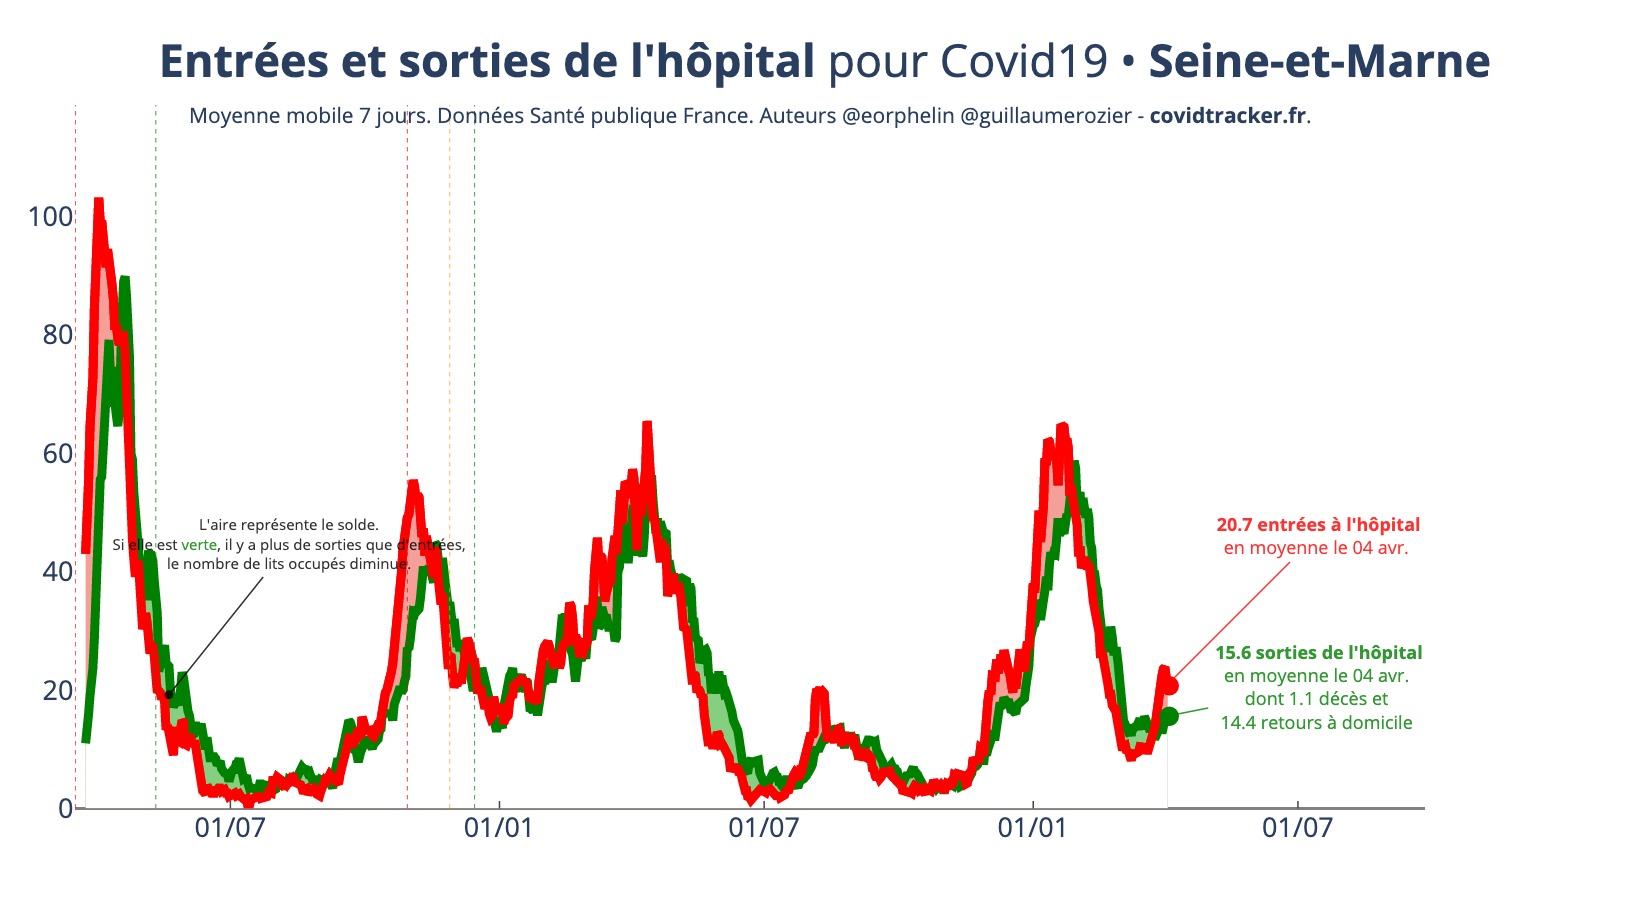 Entrées et sorties de l'hôpital pour Covid19 • Seine-et-Marne
Moyenne mobile 7 jours. Données Santé publique France. Auteurs @eorphelin @guillaumerozier - covidtracker.fr.
100
80
60
40
20
0
L'aire représente le solde.
Si elle est verte, il y a plus de sorties que d'entrées,
le nombre de lits occupés diminue.
20.7 entrées à l'hôpital
en moyenne le 04 avr.
15.6 sorties de l'hôpital
en moyenne le 04 avr.
dont 1.1 décès et
14.4 retours à domicile
01/07
01/01
01/07
01/01
01/07